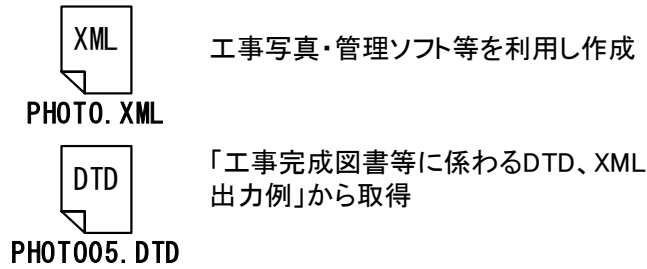 XML
工事写真・管理ソフト等を利用し作成
PHOTO.XML
DTD
「工事完成図書等に係わるDTD、XML
出力例」から取得
PHOTO05.DTD